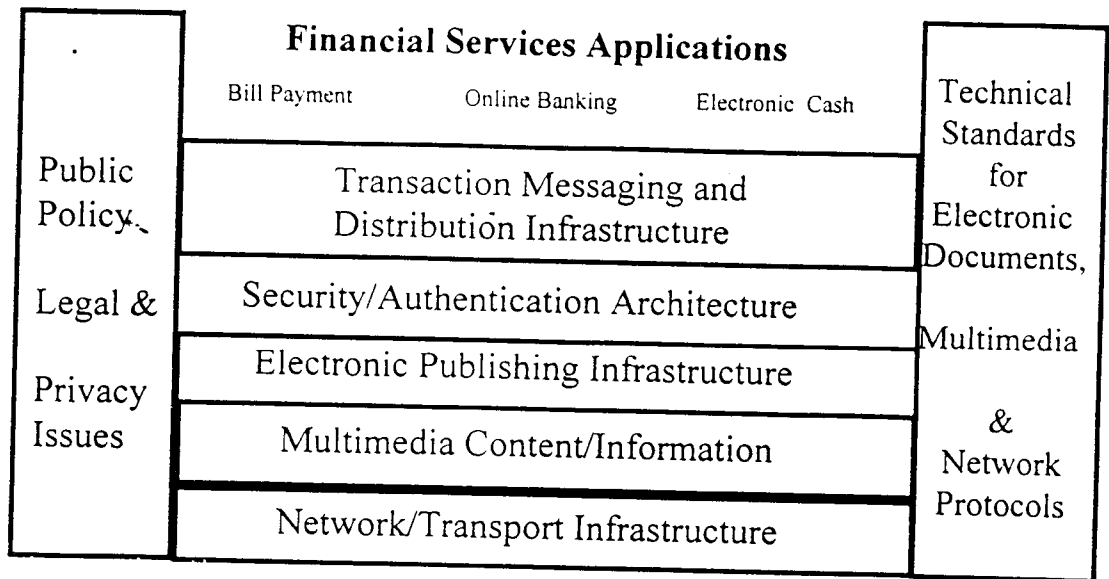 Financial Services Applications
Bill Payment Online Banking Electronic Cash
Public
Policy
Legal &
Privacy
Issues
Transaction Messaging and
Distribution Infrastructure
Security/Authentication Architecture
Electronic Publishing Infrastructure
Multimedia Content/Information
Network/Transport Infrastructure
Technical
Standards
for
Electronic
Documents,
Multimedia
&
Network
Protocols